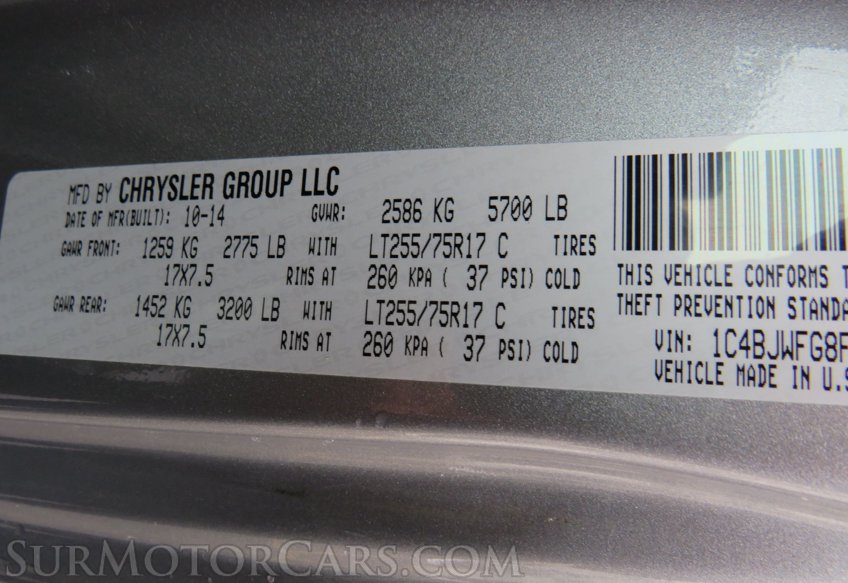 MFD BY CHRYSLER GROUP LLC
DATE OF MFR(BUILT): 10-14 GVWR: 2586 KG 5700 LB
GAWR FRONT: 1259 KG 2775 LB WITH LT255/75R17 C TIRES
17X7.5 RIMS AT 260 KPA ( 37 PSI) COLD
GAWR REAR: 1452 KG 3200 LB WITH LT255/75R17 C TIRES
17X7.5 RIMS AT 260 KPA ( 37 PSI) COLD
THIS VEHICLE CONFORMS T
THEFT PREVENTION STANDA
VIN: 1C4BJWFG8F
VEHICLE MADE IN U.S
SurMotorCars.com